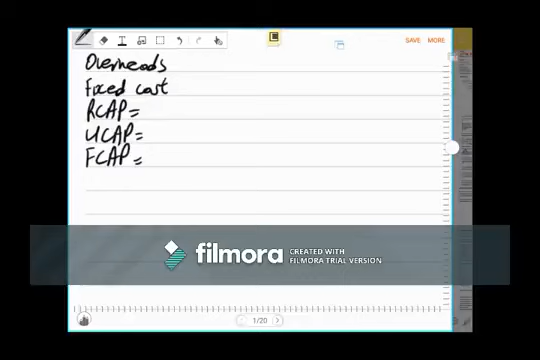 SAVE MORE
Overheads
Fixed cost
RCAP=
UCAP=
FCAP=
filmora CREATED WITH
FILMORA TRIAL VERSION
1/20